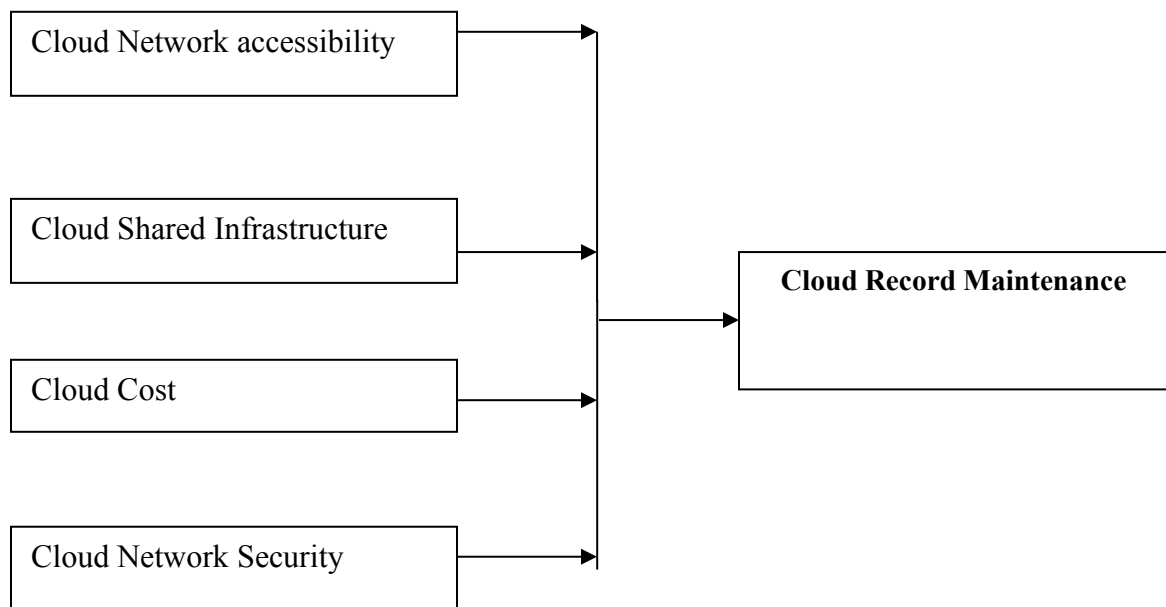 Cloud Network accessibility
Cloud Shared Infrastructure
Cloud Record Maintenance
Cloud Cost
Cloud Network Security